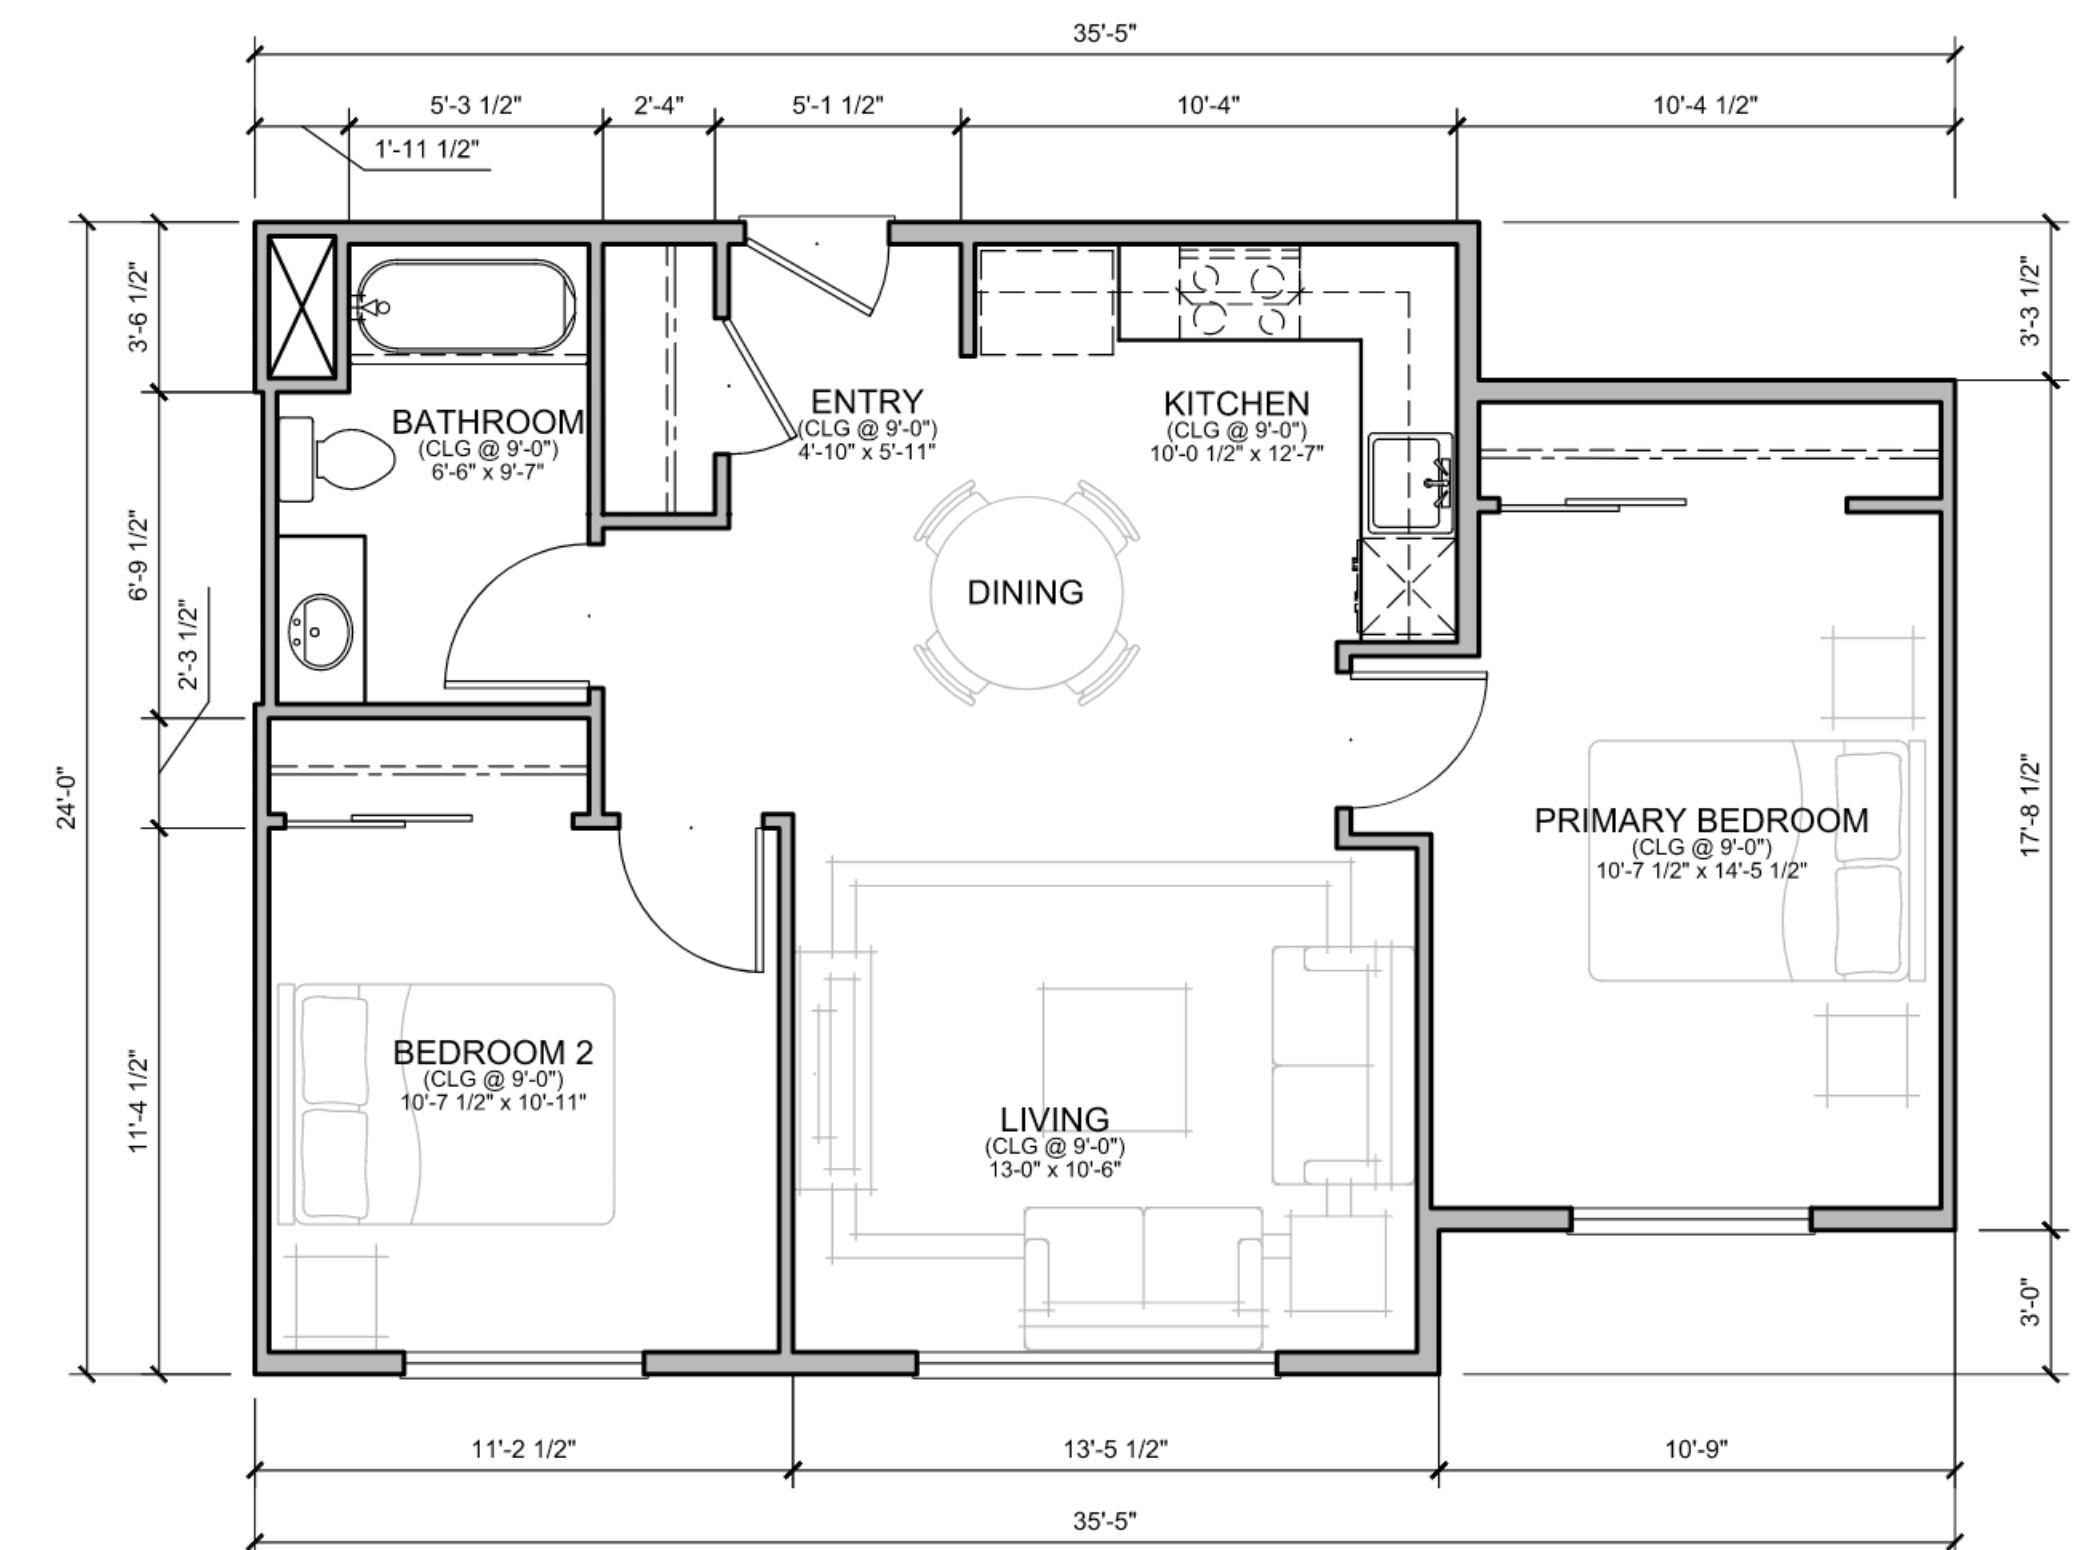 35'-5"
5'-3 1/2"
2'-4"
5'-1 1/2"
10'-4"
10'-4 1/2"
1'-11 1/2"
3'-6 1/2"
3'-3 1/2"
BATHROOM
(CLG @ 9'-0")
6'-6" x 9'-7"
ENTRY
(CLG @ 9'-0")
4'-10" x 5'-11"
KITCHEN
(CLG @ 9'-0")
10'-0 1/2" x 12'-7"
6'-9 1/2"
2'-3 1/2"
DINING
24'-0"
17'-8 1/2"
PRIMARY BEDROOM
(CLG @ 9'-0")
10'-7 1/2" x 14'-5 1/2"
BEDROOM 2
(CLG @ 9'-0")
10'-7 1/2" x 10'-11"
11'-4 1/2"
LIVING
(CLG @ 9'-0")
13-0" x 10'-6"
3'-0"
11'-2 1/2"
13'-5 1/2"
10'-9"
35'-5"